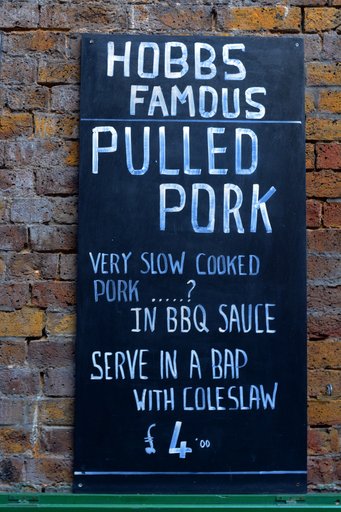 HOBBS
FAMOUS
PULLED
PORK
VERY SLOW COOKED
PORK .....?
IN BBQ SAUCE
SERVE IN A BAP
WITH COLESLAW
£4.00